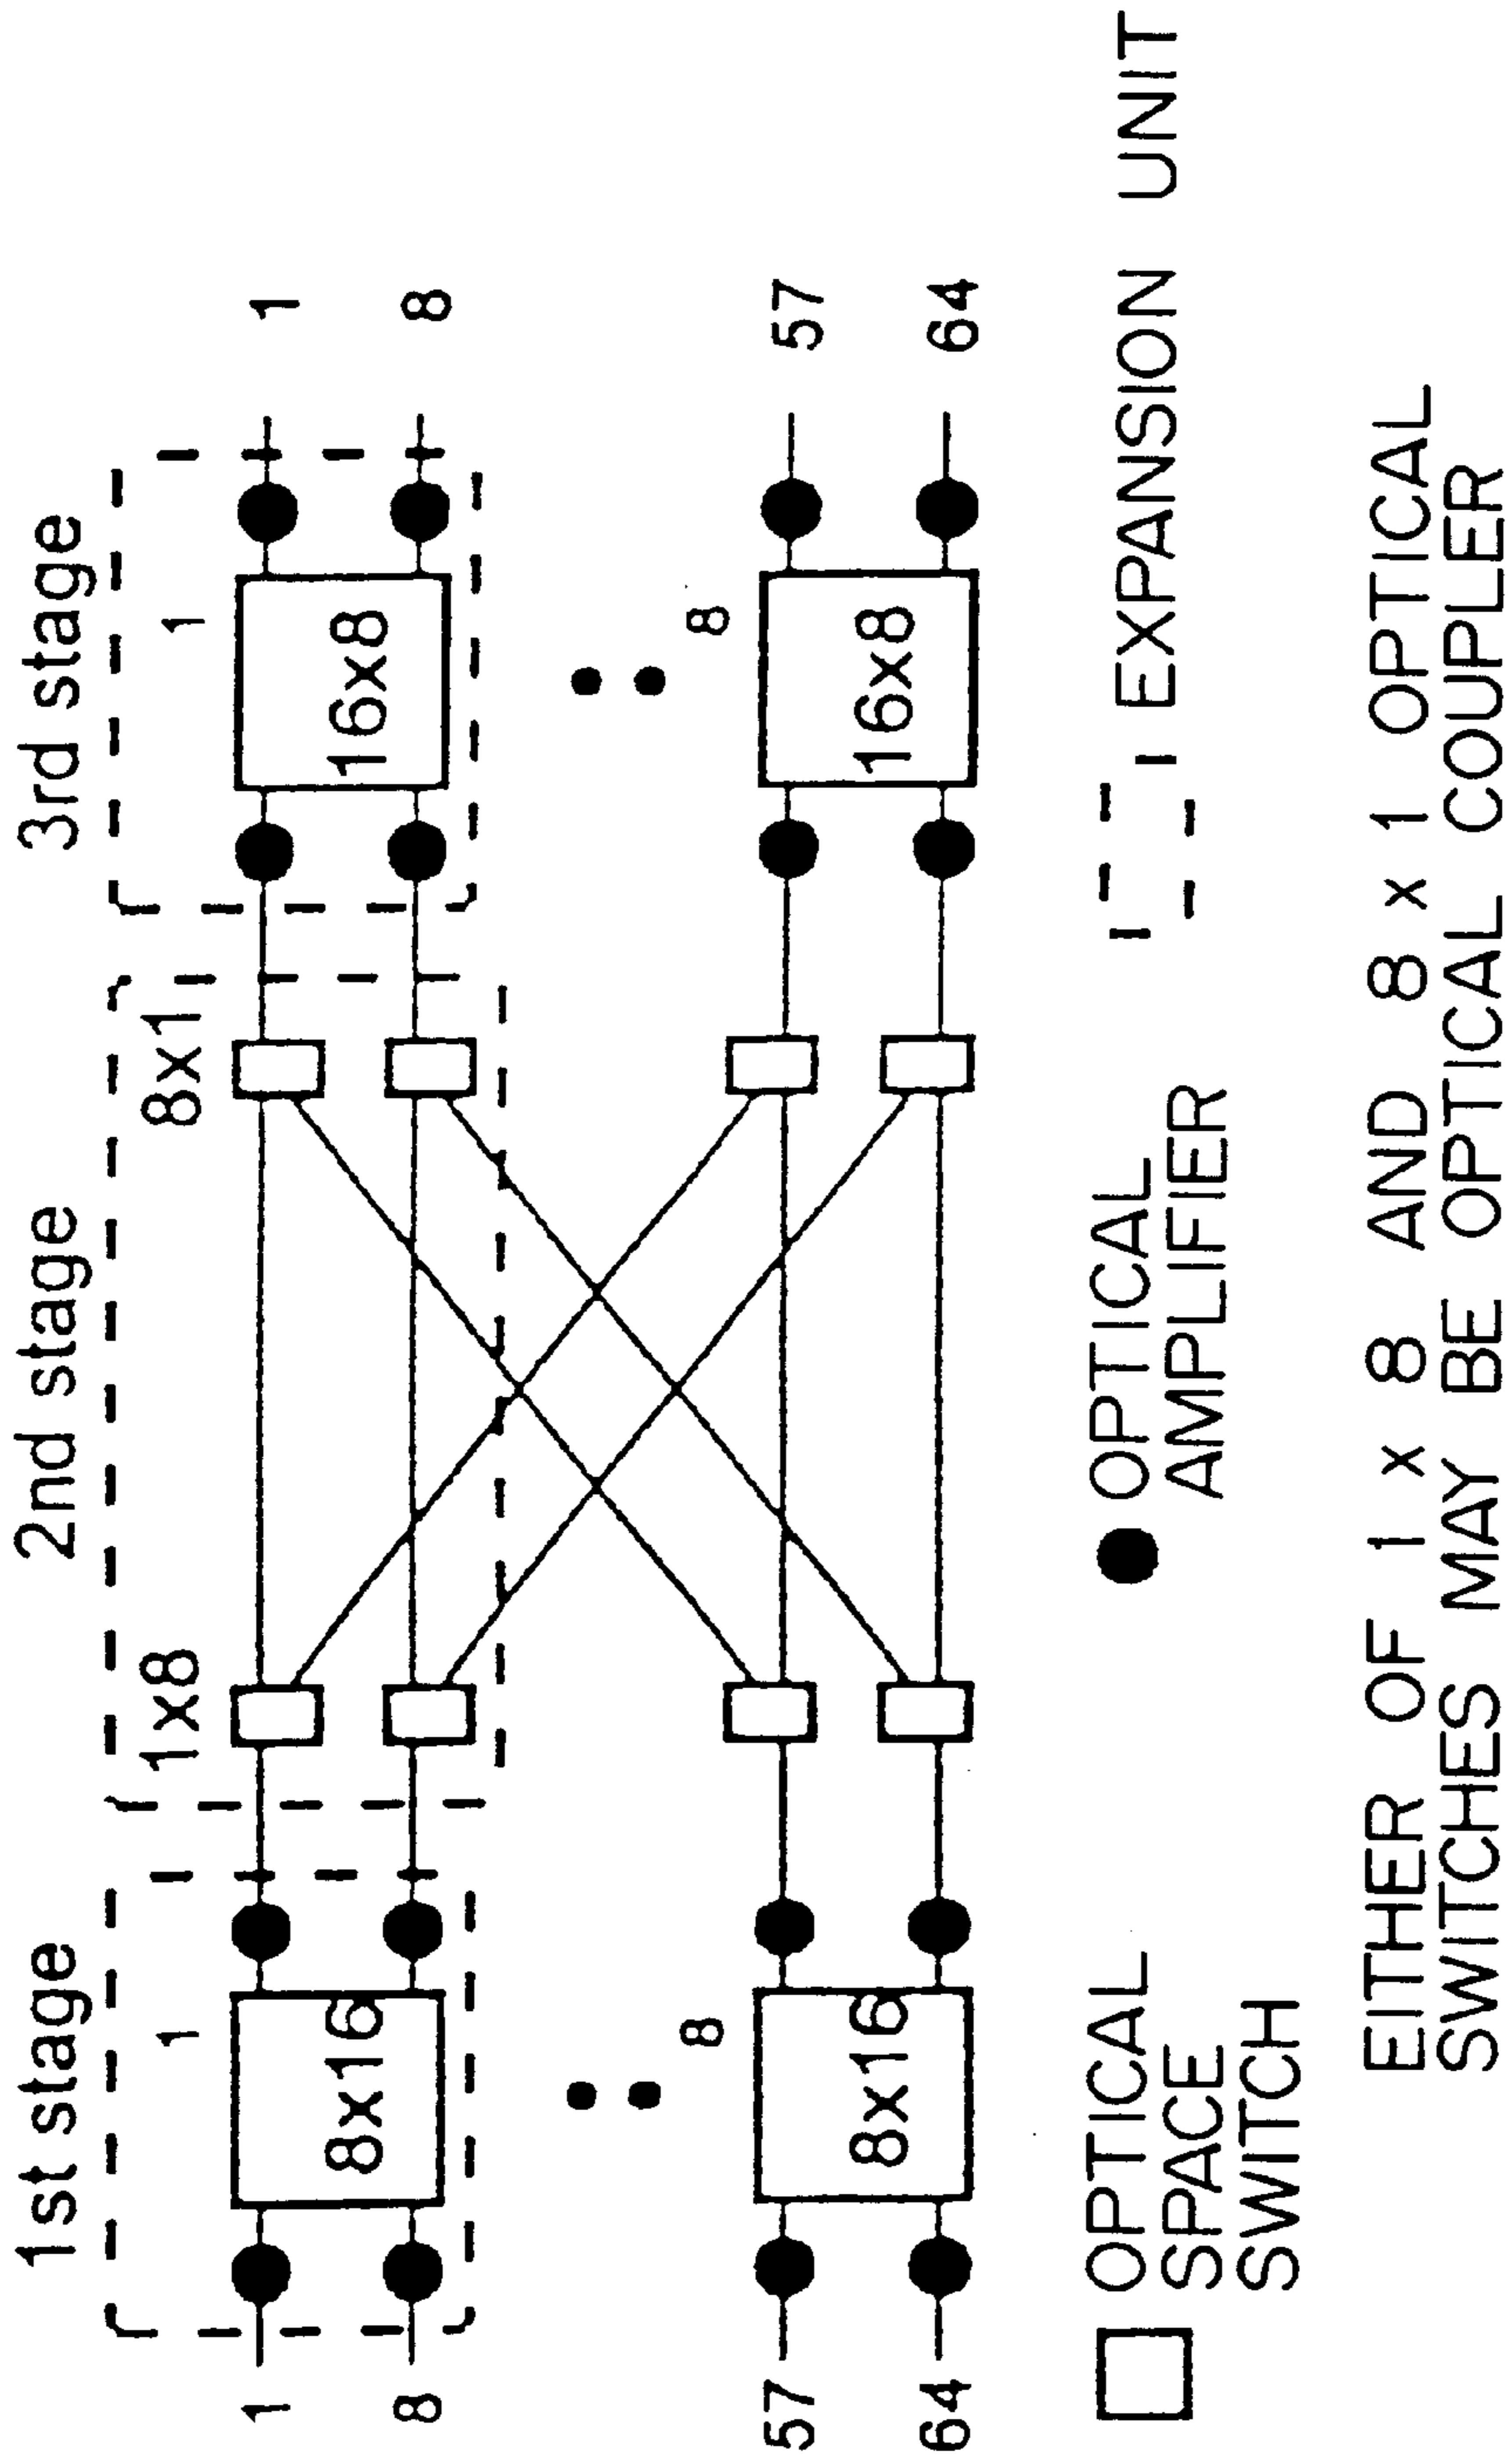 1st stage
2nd stage
3rd stage
1x8
8x1
1
1
1
8x16
16x8
1
8
8
8
8
57
8x16
16x8
57
64
64
OPTICAL
SPACE
SWITCH
OPTICAL
AMPLIFIER
EXPANSION UNIT
EITHER OF 1 x 8 AND 8 x 1 OPTICAL
SWITCHES MAY BE OPTICAL COUPLER